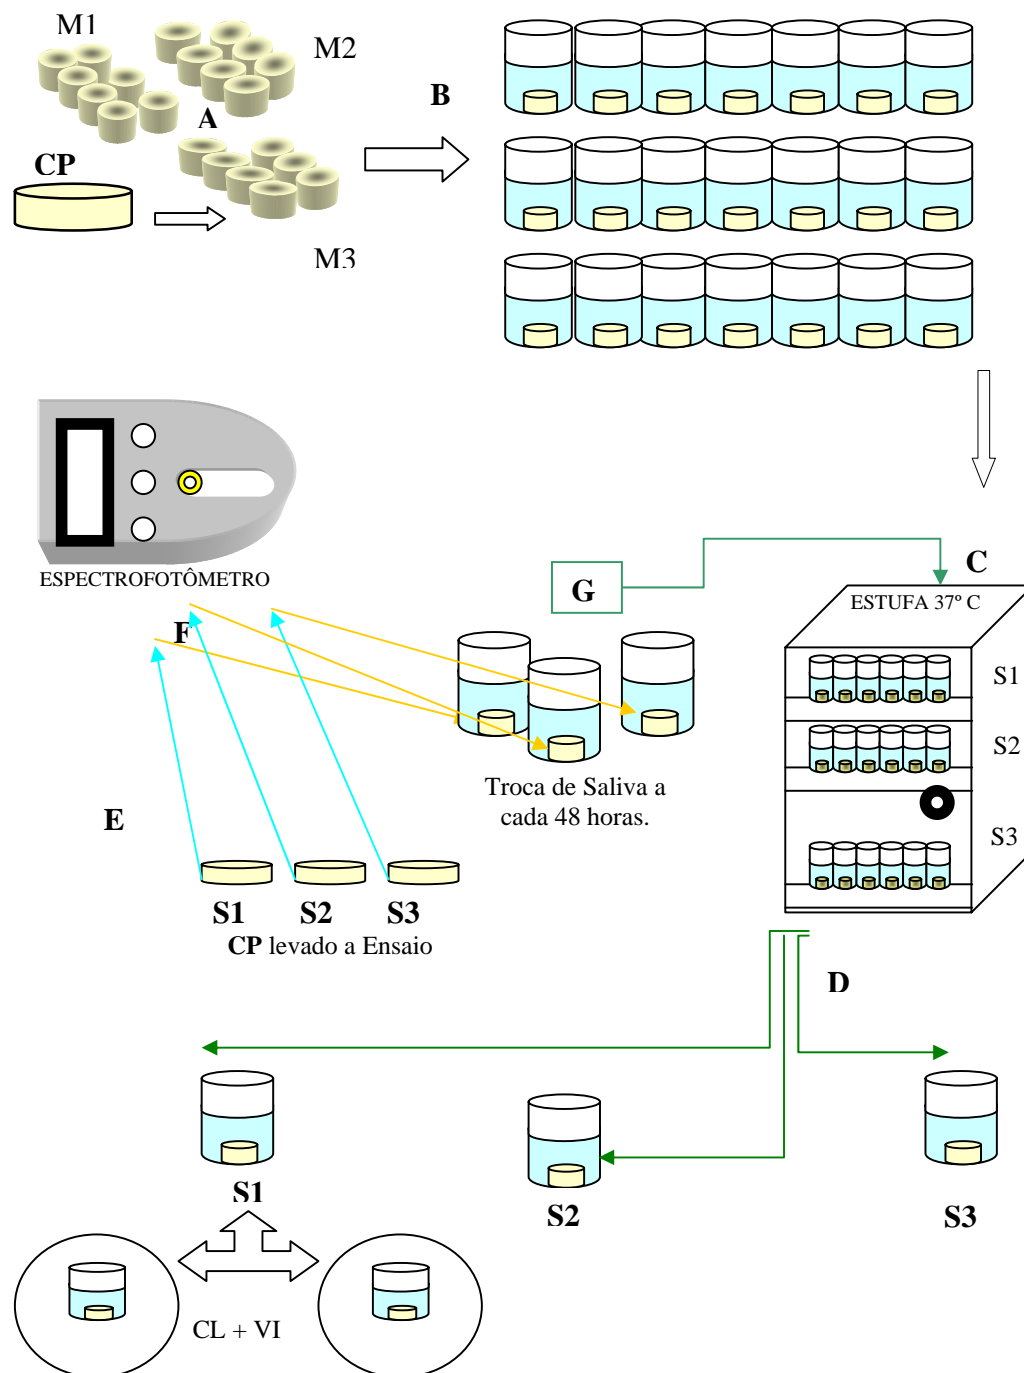 M1
M2
A
B
CP
M3
ESPECTROFOTÔMETRO
G
C
ESTUFA 37º C
F
S1
S2
S3
Troca de Saliva a
cada 48 horas.
E
S1 S2 S3
CP levado a Ensaio
D
S1
S2
S3
CL + VI